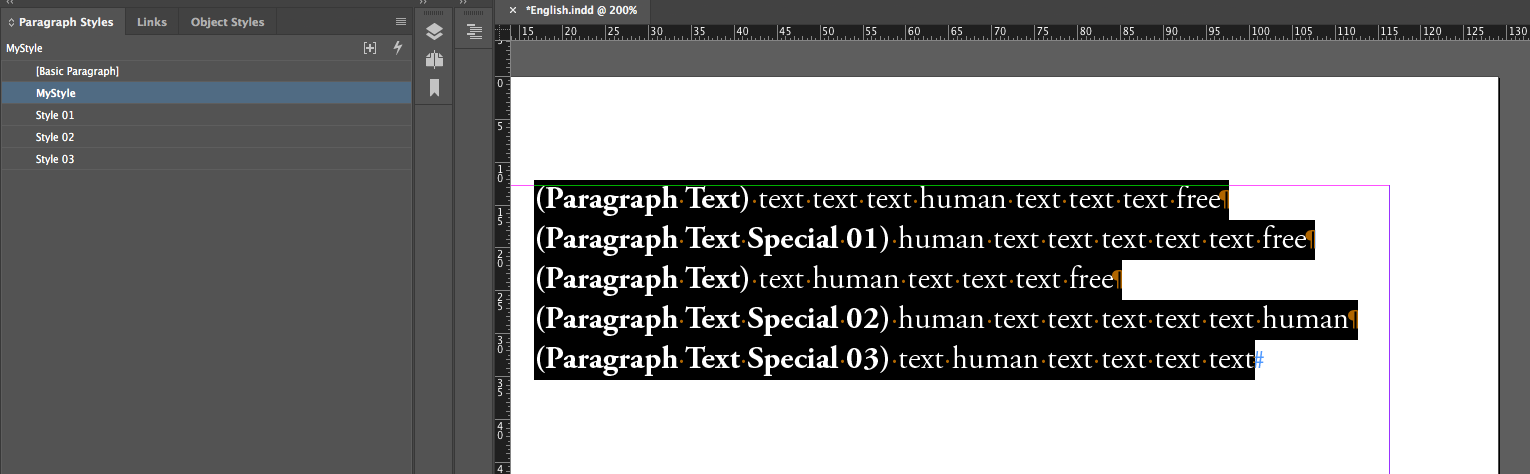 Paragraph Styles Links Object Styles
MyStyle
[Basic Paragraph]
MyStyle
Style 01
Style 02
Style 03
× *English.indd @ 200%
15 20 25 30 35 40 45 50 55 60 65 70 75 80 85 90 95 100 105 110 115 120 125 130
0
5
10
15
20
25
30
35
40
4
(Paragraph Text) text text text human text text text free¶
(Paragraph Text Special 01) human text text text text text free¶
(Paragraph Text) text human text text text free¶
(Paragraph Text Special 02) human text text text text text human¶
(Paragraph Text Special 03) text human text text text text#